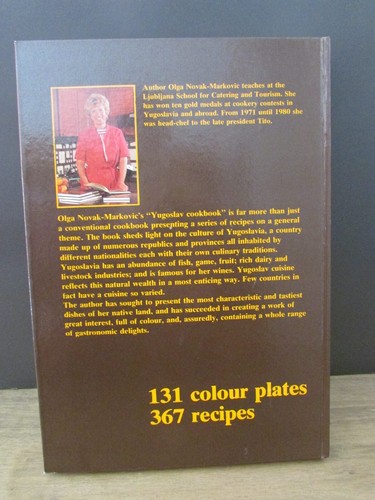 Author Olga Novak-Markovic teaches at the
Ljubljana School for Catering and Tourism. She
has won ten gold medals at cookery contests in
Yugoslavia and abroad. From 1971 until 1980 she
was head-chef to the late president Tito.
Olga Novak-Markovic's "Yugoslav cookbook" is far more than just
a conventional cookbook presenting a series of recipes on a general
theme. The book sheds light on the culture of Yugoslavia, a country
made up of numerous republics and provinces all inhabited by
different nationalities each with their own culinary traditions.
Yugoslavia has an abundance of fish, game, fruit; rich dairy and
livestock industries; and is famous for her wines. Yugoslav cuisine
reflects this natural wealth in a most enticing way. Few countries in
fact have a cuisine so varied.
The author has sought to present the most characteristic and tastiest
dishes of her native land, and has succeeded in creating a work of
great interest, full of colour, and, assuredly, containing a whole range
of gastronomic delights.
131 colour plates
367 recipes